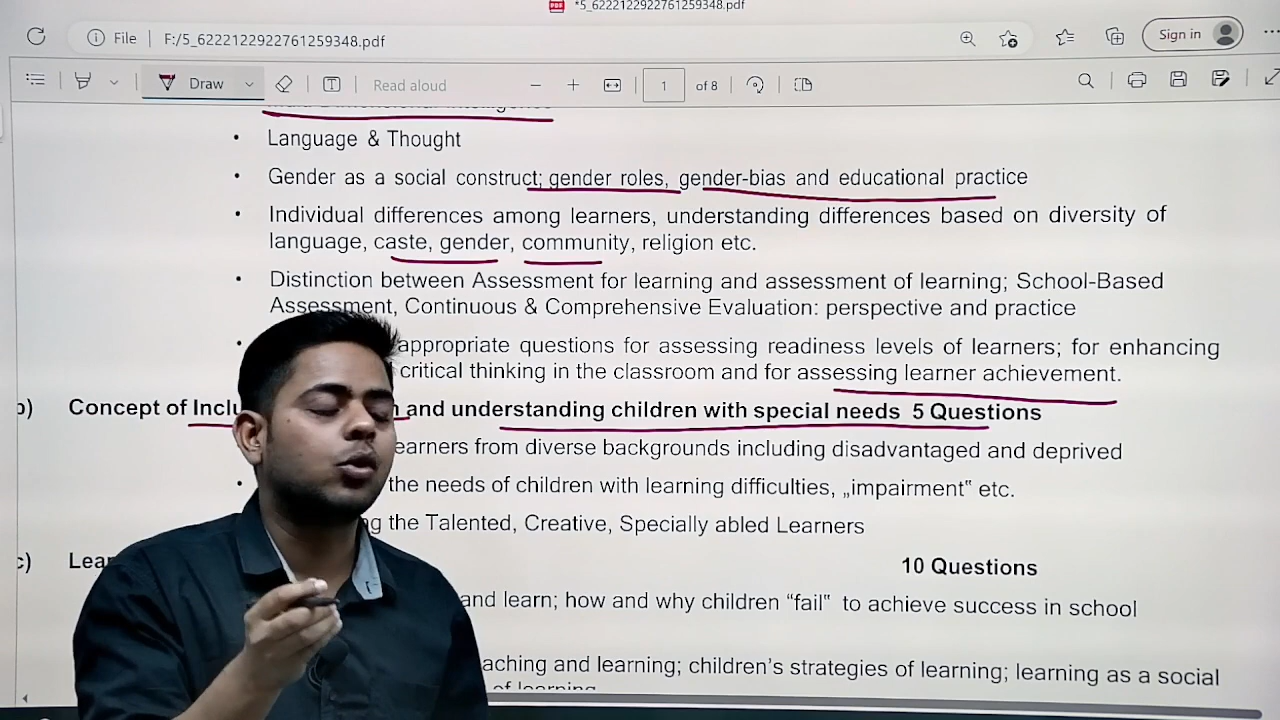 *5_6222122922761259348.pdf
File F:/5_6222122922761259348.pdf Sign in
Draw Read aloud 1 of 8
• Language & Thought
• Gender as a social construct; gender roles, gender-bias and educational practice
• Individual differences among learners, understanding differences based on diversity of
language, caste, gender, community, religion etc.
• Distinction between Assessment for learning and assessment of learning; School-Based
Assessment, Continuous & Comprehensive Evaluation: perspective and practice
• appropriate questions for assessing readiness levels of learners; for enhancing
critical thinking in the classroom and for assessing learner achievement.
b) Concept of and understanding children with special needs 5 Questions
from diverse backgrounds including disadvantaged and deprived
• the needs of children with learning difficulties, „impairment‟ etc.
the Talented, Creative, Specially abled Learners
c) 10 Questions
and learn; how and why children “fail‟ to achieve success in school
and learning; children’s strategies of learning; learning as a social
of learning